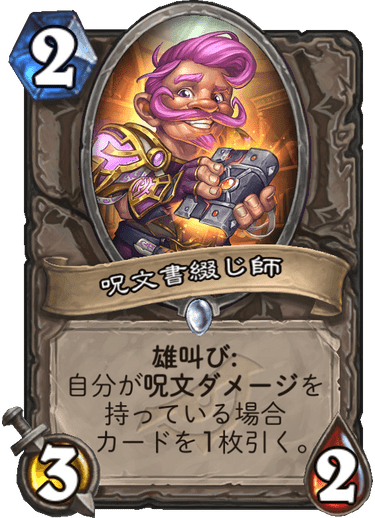 2
呪文書綴じ師
雄叫び:
自分が呪文ダメージを
持っている場合
カードを1枚引く。
3
2